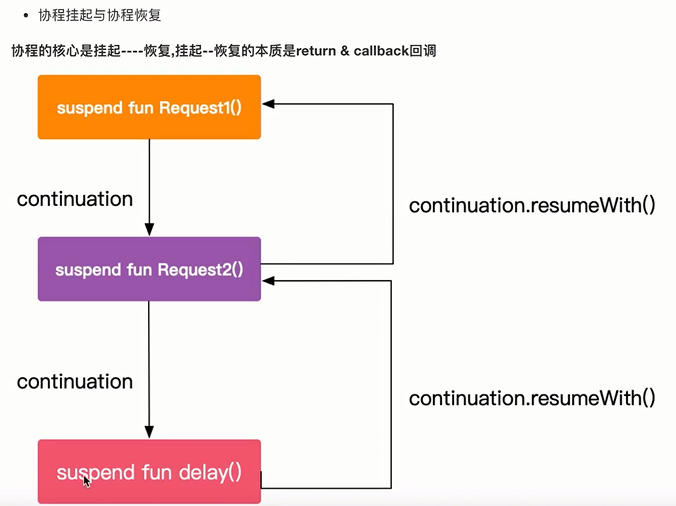 协程挂起与协程恢复
协程的核心是挂起----恢复,挂起--恢复的本质是return & callback回调
suspend fun Request1()
continuation
continuation.resumeWith()
suspend fun Request2()
continuation
continuation.resumeWith()
suspend fun delay()